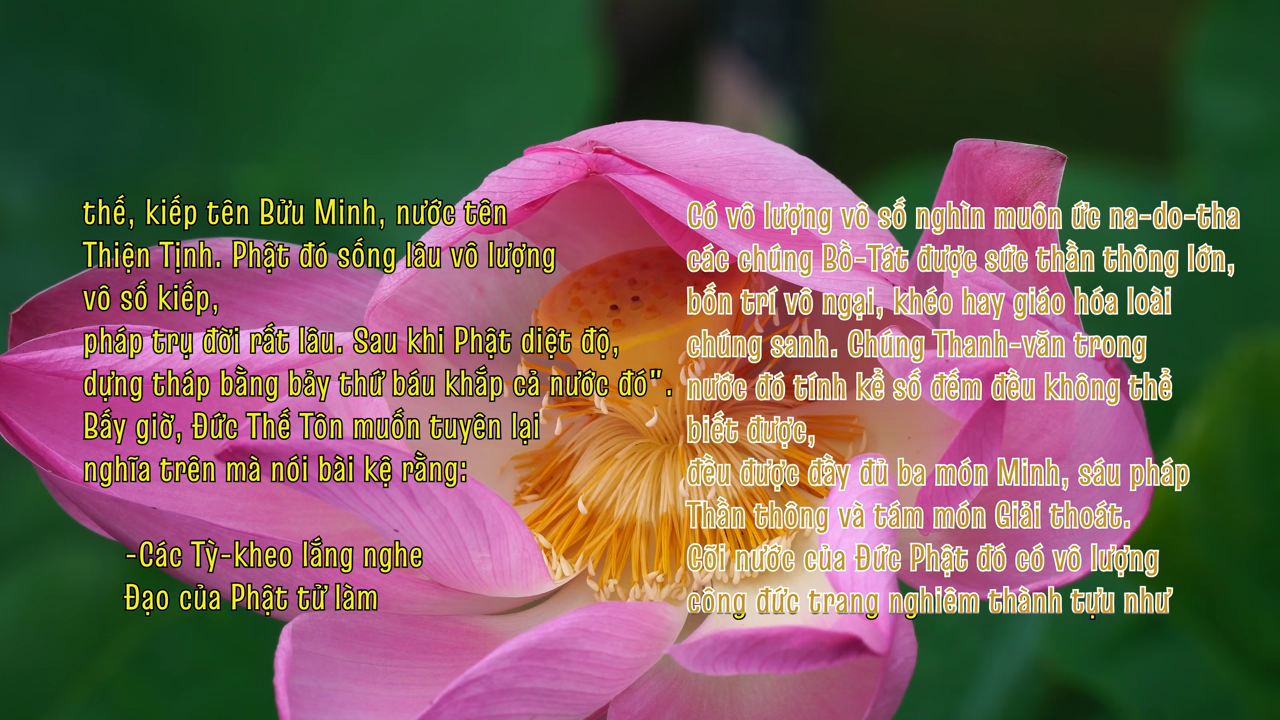 thế, kiếp tên Bửu Minh, nước tên
Thiện Tịnh. Phật đó sống lâu vô lượng
vô số kiếp,
pháp trụ đời rất lâu. Sau khi Phật diệt độ,
dựng tháp bằng bảy thứ báu khắp cả nước đó".
Bấy giờ, Đức Thế Tôn muốn tuyên lại
nghĩa trên mà nói bài kệ rằng:
-Các Tỳ-kheo lắng nghe
Đạo của Phật tử làm
Có vô lượng vô số nghìn muôn ức na-do-tha
các chúng Bồ-Tát được sức thần thông lớn,
bốn trí vô ngại, khéo hay giáo hóa loài
chúng sanh. Chúng Thanh-văn trong
nước đó tính kể số đếm đều không thể
biết được,
đều được đầy đủ ba món Minh, sáu pháp
Thần thông và tám món Giải thoát.
Cõi nước của Đức Phật đó có vô lượng
công đức trang nghiêm thành tựu như